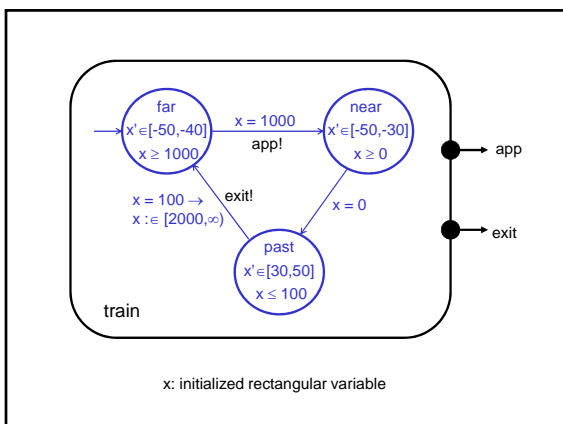 far
x'∈[-50,-40]
x ≥ 1000
x = 1000
app!
near
x'∈[-50,-30]
x ≥ 0
app
x = 100 →
x :∈ [2000,∞)
exit!
x = 0
exit
past
x'∈[30,50]
x ≤ 100
train
x: initialized rectangular variable